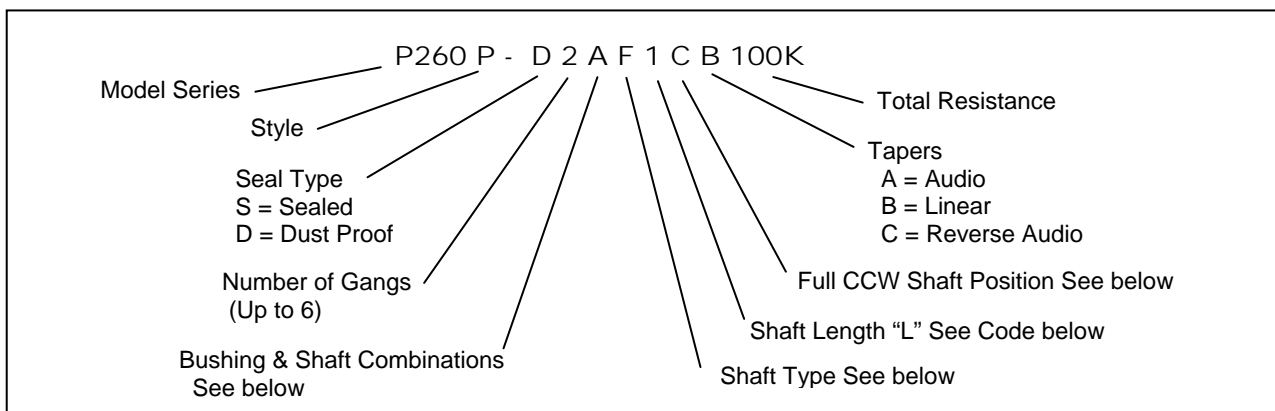 P260 P - D 2 A F 1 C B 100K
Model Series
Total Resistance
Style
Tapers
A = Audio
B = Linear
C = Reverse Audio
Seal Type
S = Sealed
D = Dust Proof
Number of Gangs
(Up to 6)
Full CCW Shaft Position See below
Shaft Length “L” See Code below
Bushing & Shaft Combinations
See below
Shaft Type See below